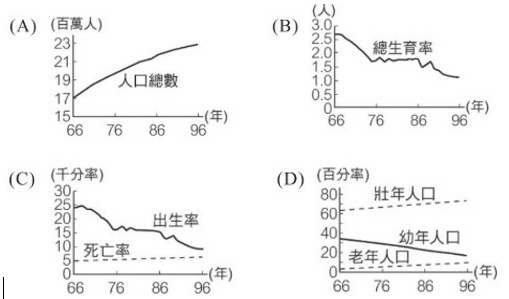 (A) (百萬人)
23
21
19
17
15
人口總數
66 76 86 96 (年)
(B) (人)
3.0
2.5
2.0
1.5
1.0
0.5
0
總生育率
66 76 86 96 (年)
(C) (千分率)
30
25
20
15
10
5
0
出生率
死亡率
66 76 86 96 (年)
(D) (百分率)
80
60
40
20
0
壯年人口
幼年人口
老年人口
66 76 86 96 (年)